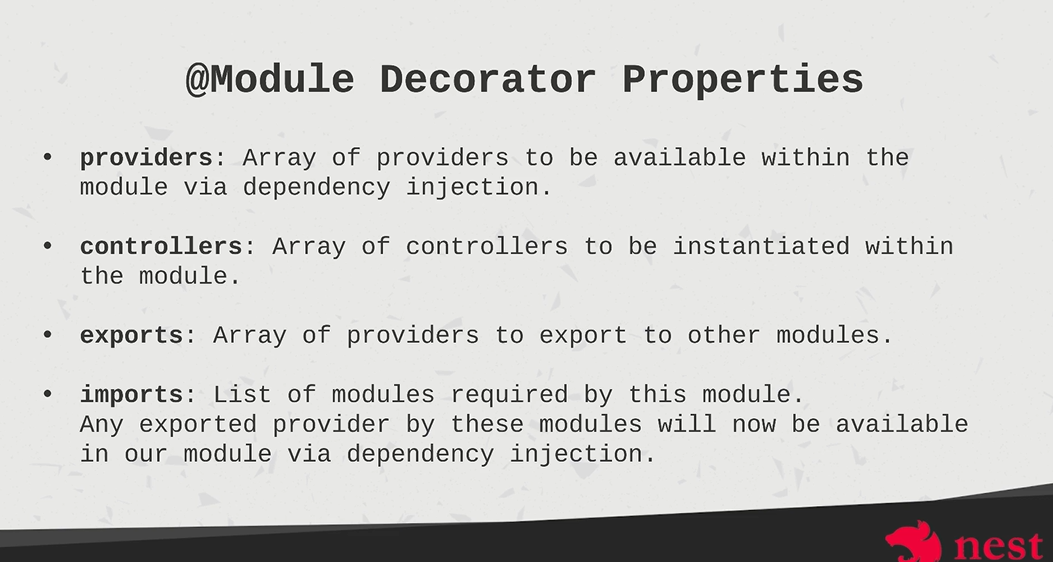 @Module Decorator Properties
• providers: Array of providers to be available within the
module via dependency injection.
• controllers: Array of controllers to be instantiated within
the module.
• exports: Array of providers to export to other modules.
• imports: List of modules required by this module.
Any exported provider by these modules will now be available
in our module via dependency injection.
nest